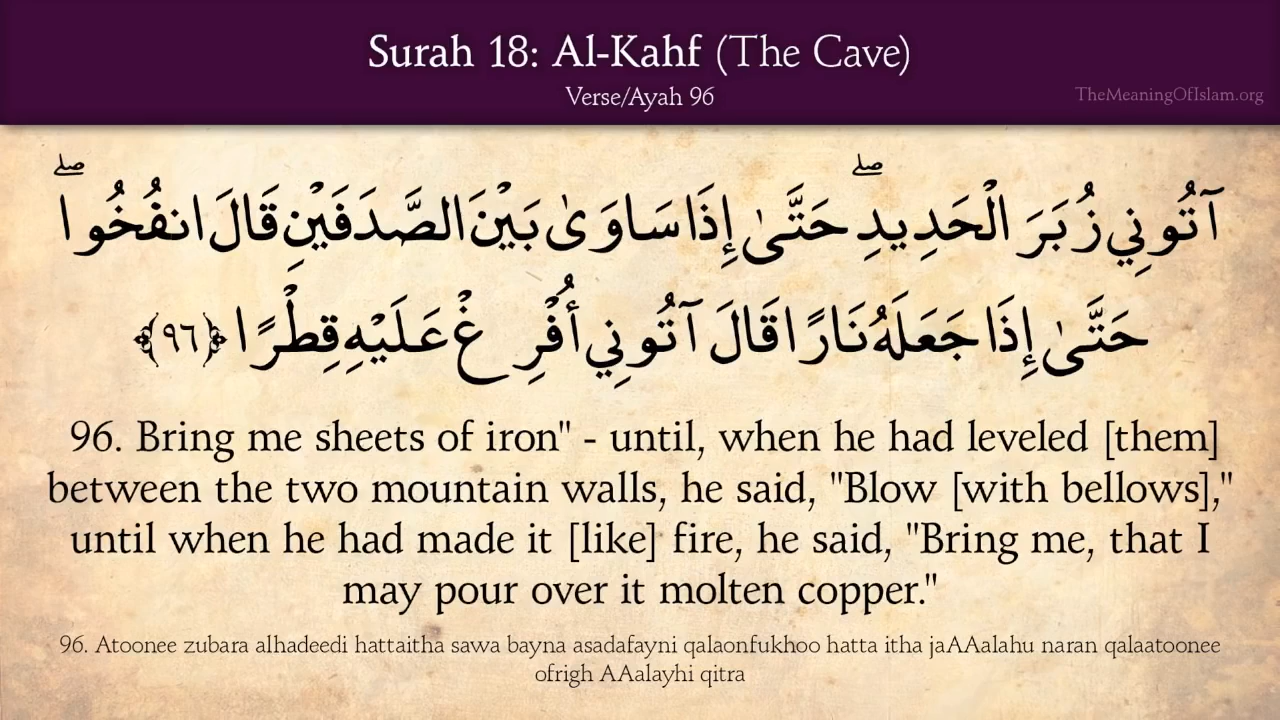 Surah 18: Al-Kahf (The Cave)
Verse/Ayah 96
TheMeaningOfIslam.org
آتُونِي زُبَرَ الْحَدِيدِ ۖ حَتَّىٰ إِذَا سَاوَىٰ بَيْنَ الصَّدَفَيْنِ قَالَ انفُخُوا ۖ
حَتَّىٰ إِذَا جَعَلَهُ نَارًا قَالَ آتُونِي أُفْرِغْ عَلَيْهِ قِطْرًا ﴿٩٦﴾
96. Bring me sheets of iron" - until, when he had leveled [them]
between the two mountain walls, he said, "Blow [with bellows],"
until when he had made it [like] fire, he said, "Bring me, that I
may pour over it molten copper."
96. Atoonee zubara alhadeedi hattaitha sawa bayna asadafayni qalaonfukhoo hatta itha jaAAalahu naran qalaatoonee
ofrigh AAalayhi qitra